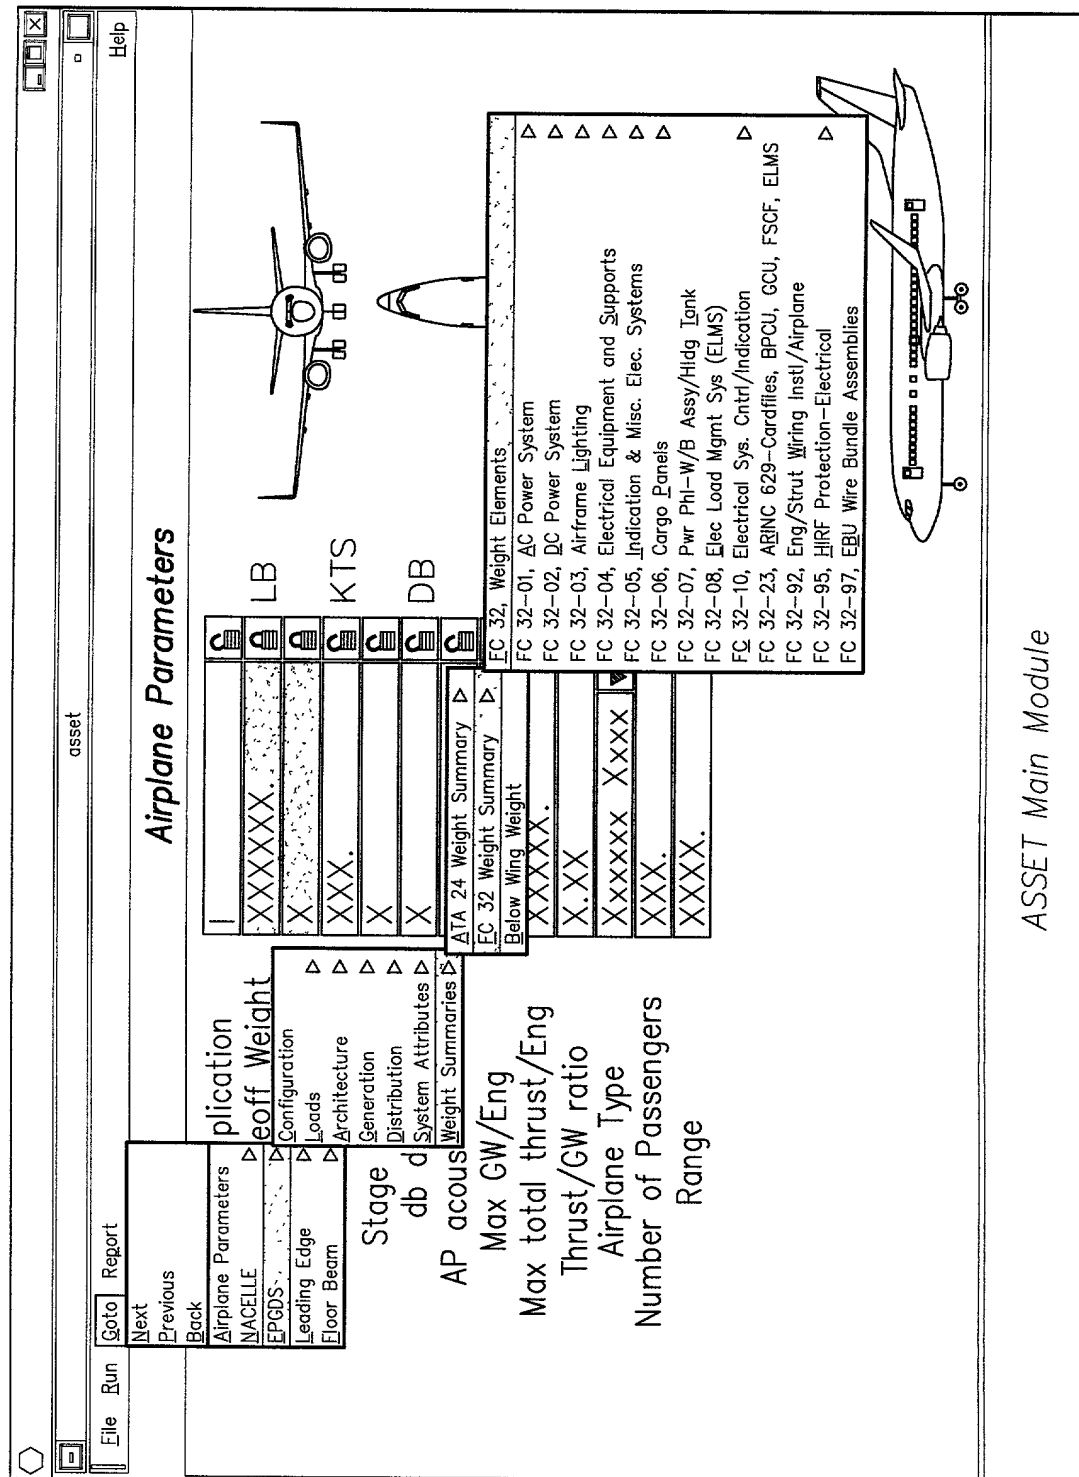 asset
File Run Goto Report Help
Airplane Parameters
Next
Previous
Back
Airplane Parameters
NACELLE
EPGDS
Leading Edge
Floor Beam
Configuration
Loads
Architecture
Generation
Distribution
System Attributes
Weight Summaries
ATA 24 Weight Summary
FC 32 Weight Summary
Below Wing Weight
FC 32, Weight Elements
FC 32-01, AC Power System
FC 32-02, DC Power System
FC 32-03, Airframe Lighting
FC 32-04, Electrical Equipment and Supports
FC 32-05, Indication & Misc. Elec. Systems
FC 32-06, Cargo Panels
FC 32-07, Pwr Phl-W/B Assy/Hldg Tank
FC 32-08, Elec Load Mgmt Sys (ELMS)
FC 32-10, Electrical Sys. Cntrl/Indication
FC 32-23, ARINC 629-Cardfiles, BPCU, GCU, FSCF, ELMS
FC 32-92, Eng/Strut Wiring Instl/Airplane
FC 32-95, HIRF Protection-Electrical
FC 32-97, EBU Wire Bundle Assemblies
plication
eoff Weight XXXXXX. LB
X
XXX. KTS
Stage X
db d X DB
AP acous
Max GW/Eng
Max total thrust/Eng XXXXX.
Thrust/GW ratio X.XX
Airplane Type Xxxxxx Xxxx
Number of Passengers XXX.
Range XXXX.
ASSET Main Module